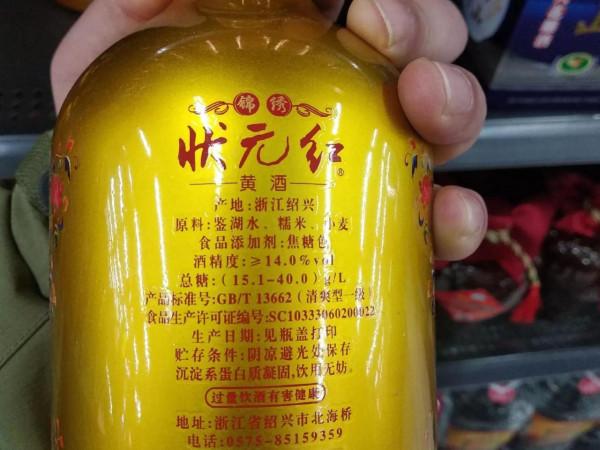 锦绣
状元红®
黄酒
产地:浙江绍兴
原料:鉴湖水、糯米、小麦
食品添加剂:焦糖色
酒精度:≥14.0%vol
总糖:(15.1-40.0)g/L
产品标准号:GB/T 13662(清爽型一级)
食品生产许可证编号:SC10333060200022
生产日期:见瓶盖打印
贮存条件:阴凉避光处保存
沉淀系蛋白质凝固,饮用无妨。
过量饮酒有害健康
地址:浙江省绍兴市北海桥
电话:0575-85159359